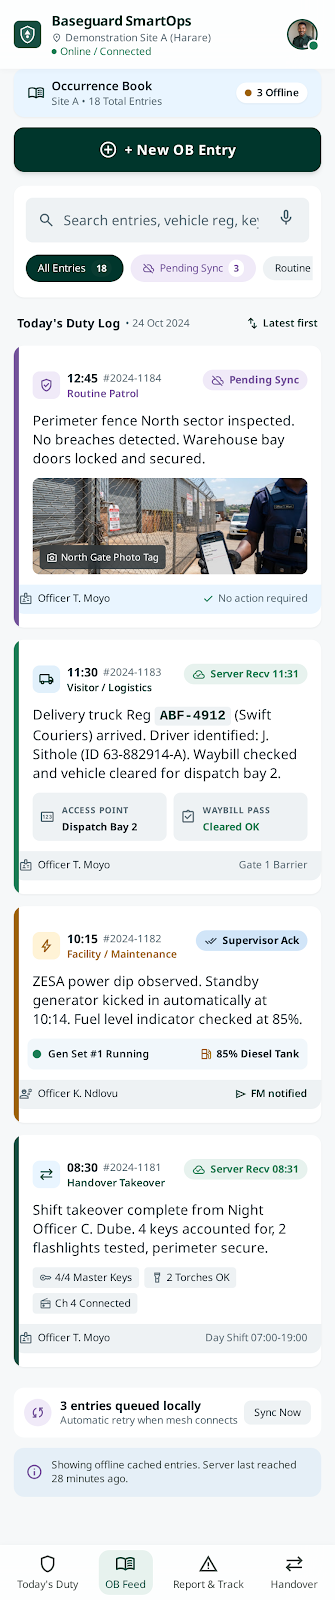 Baseguard SmartOps
Demonstration Site A (Harare)
Online / Connected
Occurrence Book
Site A • 18 Total Entries
3 Offline
+ New OB Entry
Search entries, vehicle reg, key
All Entries 18
Pending Sync 3
Routine
Today's Duty Log • 24 Oct 2024
Latest first
12:45 #2024-1184
Pending Sync
Routine Patrol
Perimeter fence North sector inspected.
No breaches detected. Warehouse bay
doors locked and secured.
North Gate Photo Tag
Officer T. Moyo
No action required
11:30 #2024-1183
Server Recv 11:31
Visitor / Logistics
Delivery truck Reg ABF-4912 (Swift
Couriers) arrived. Driver identified: J.
Sithole (ID 63-882914-A). Waybill checked
and vehicle cleared for dispatch bay 2.
ACCESS POINT
Dispatch Bay 2
WAYBILL PASS
Cleared OK
Officer T. Moyo
Gate 1 Barrier
10:15 #2024-1182
Supervisor Ack
Facility / Maintenance
ZESA power dip observed. Standby
generator kicked in automatically at
10:14. Fuel level indicator checked at 85%.
Gen Set #1 Running
85% Diesel Tank
Officer K. Ndlovu
FM notified
08:30 #2024-1181
Server Recv 08:31
Handover Takeover
Shift takeover complete from Night
Officer C. Dube. 4 keys accounted for, 2
flashlights tested, perimeter secure.
4/4 Master Keys
2 Torches OK
Ch 4 Connected
Officer T. Moyo
Day Shift 07:00-19:00
3 entries queued locally
Automatic retry when mesh connects
Sync Now
Showing offline cached entries. Server last reached
28 minutes ago.
Today's Duty
OB Feed
Report & Track
Handover